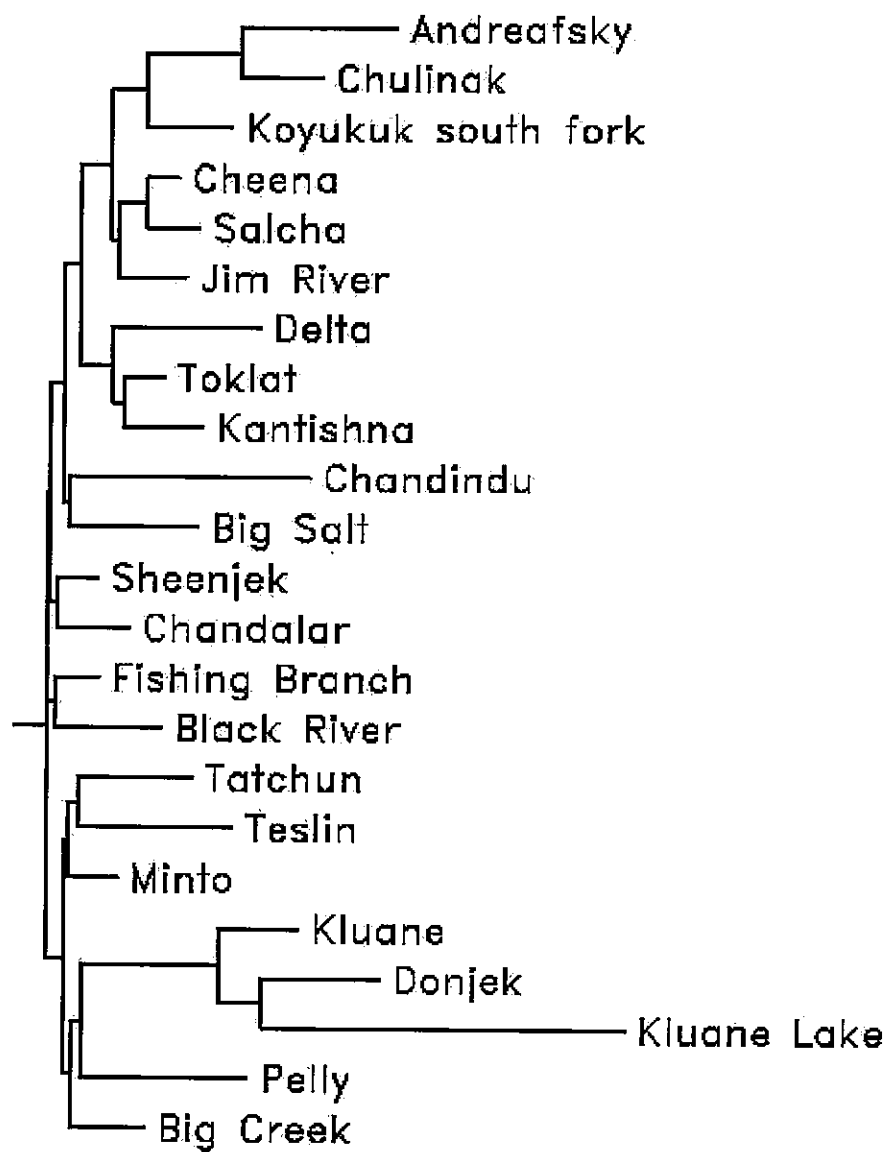 Andreafsky
Chulinak
Koyukuk south fork
Cheena
Salcha
Jim River
Delta
Toklat
Kantishna
Chandindu
Big Salt
Sheenjek
Chandalar
Fishing Branch
Black River
Tatchun
Teslin
Minto
Kluane
Donjek
Kluane Lake
Pelly
Big Creek